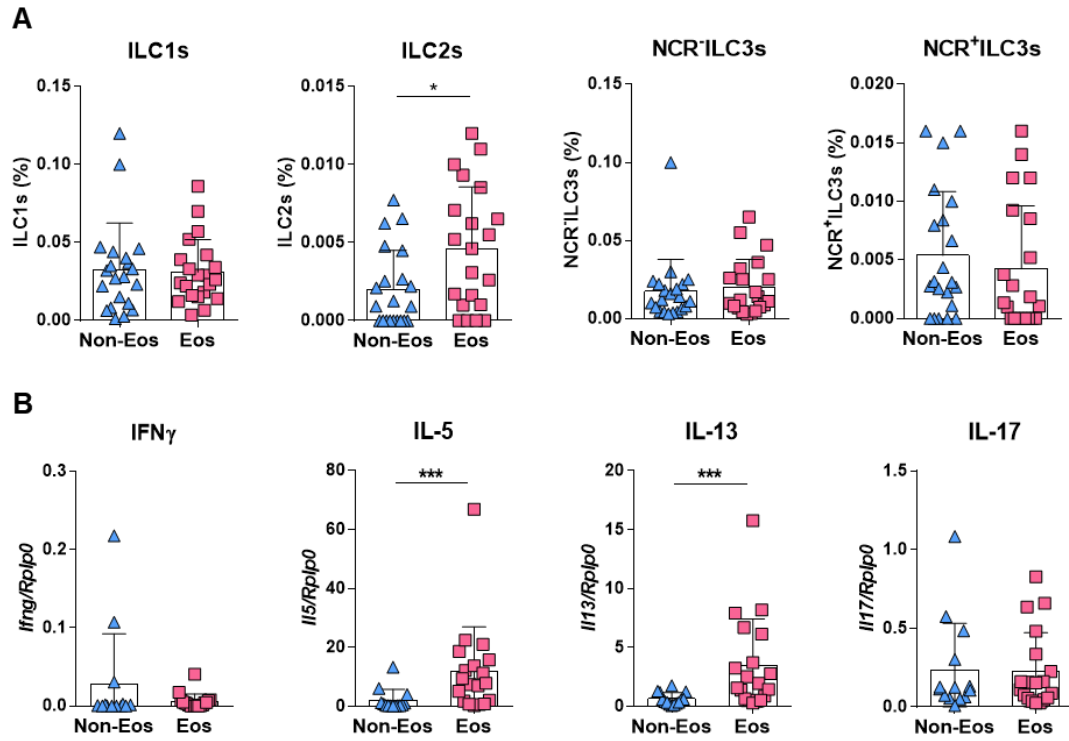 A
ILC1s
ILC1s (%)
0.15
0.10
0.05
0.00
Non-Eos Eos
ILC2s
ILC2s (%)
0.015
0.010
0.005
0.000
*
Non-Eos Eos
NCR⁻ILC3s
NCR⁻ILC3s (%)
0.15
0.10
0.05
0.00
Non-Eos Eos
NCR⁺ILC3s
NCR⁺ILC3s (%)
0.020
0.015
0.010
0.005
0.000
Non-Eos Eos
B
IFNγ
Ifng/Rplp0
0.3
0.2
0.1
0.0
Non-Eos Eos
IL-5
Il5/Rplp0
80
60
40
20
0
***
Non-Eos Eos
IL-13
Il13/Rplp0
20
15
10
5
0
***
Non-Eos Eos
IL-17
Il17/Rplp0
1.5
1.0
0.5
0.0
Non-Eos Eos